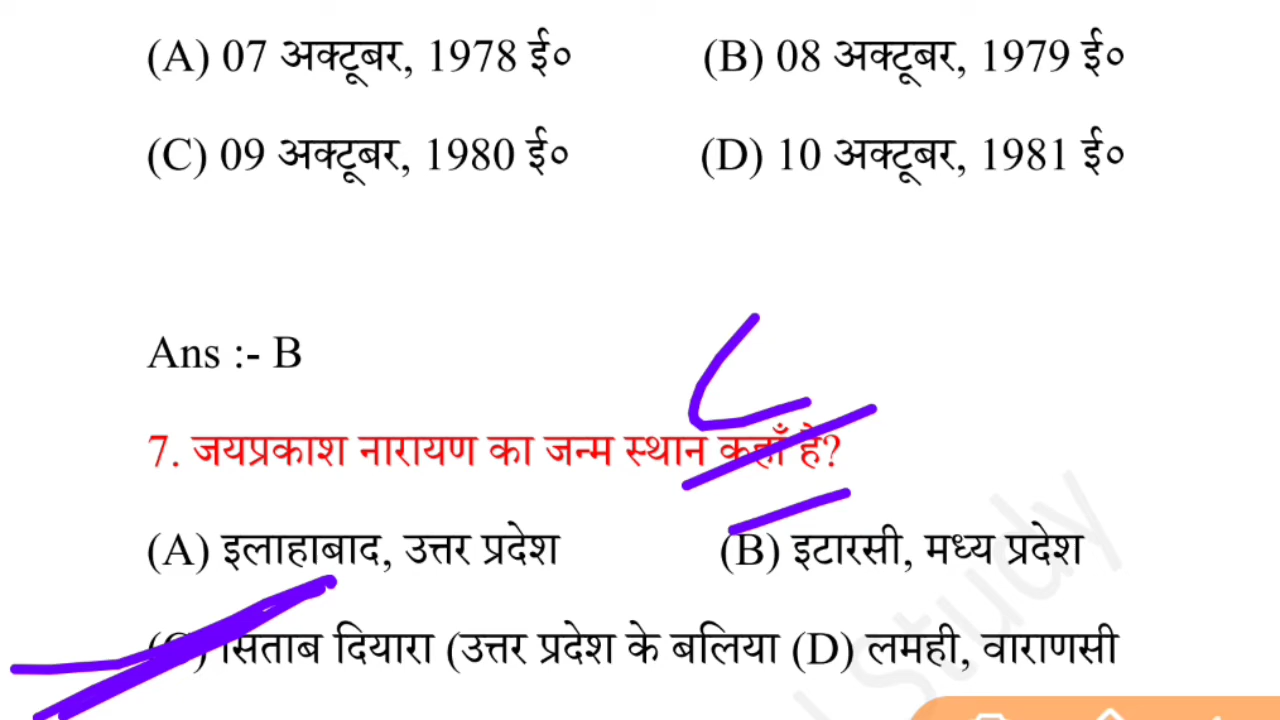 (A) 07 अक्टूबर, 1978 ई० (B) 08 अक्टूबर, 1979 ई०
(C) 09 अक्टूबर, 1980 ई० (D) 10 अक्टूबर, 1981 ई०
Ans :- B
7. जयप्रकाश नारायण का जन्म स्थान कहाँ है?
(A) इलाहाबाद, उत्तर प्रदेश (B) इटारसी, मध्य प्रदेश
(C) सिताब दियारा (उत्तर प्रदेश के बलिया (D) लमही, वाराणसी
Study